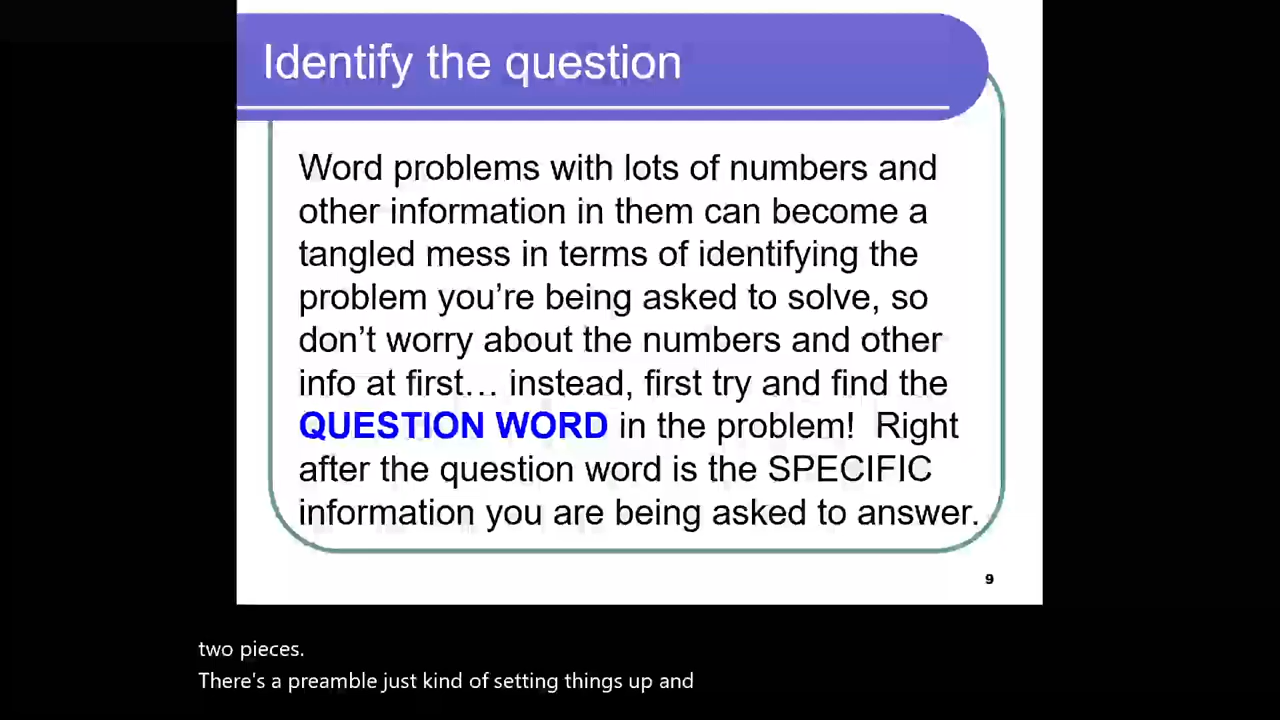 Identify the question
Word problems with lots of numbers and
other information in them can become a
tangled mess in terms of identifying the
problem you’re being asked to solve, so
don’t worry about the numbers and other
info at first… instead, first try and find the
QUESTION WORD in the problem!  Right
after the question word is the SPECIFIC
information you are being asked to answer.
9
two pieces.
There's a preamble just kind of setting things up and